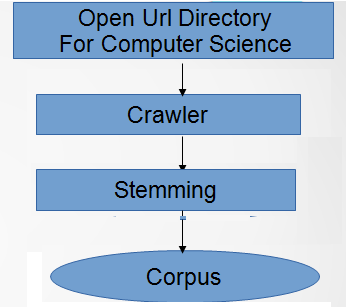 Open Url Directory
For Computer Science
Crawler
Stemming
Corpus